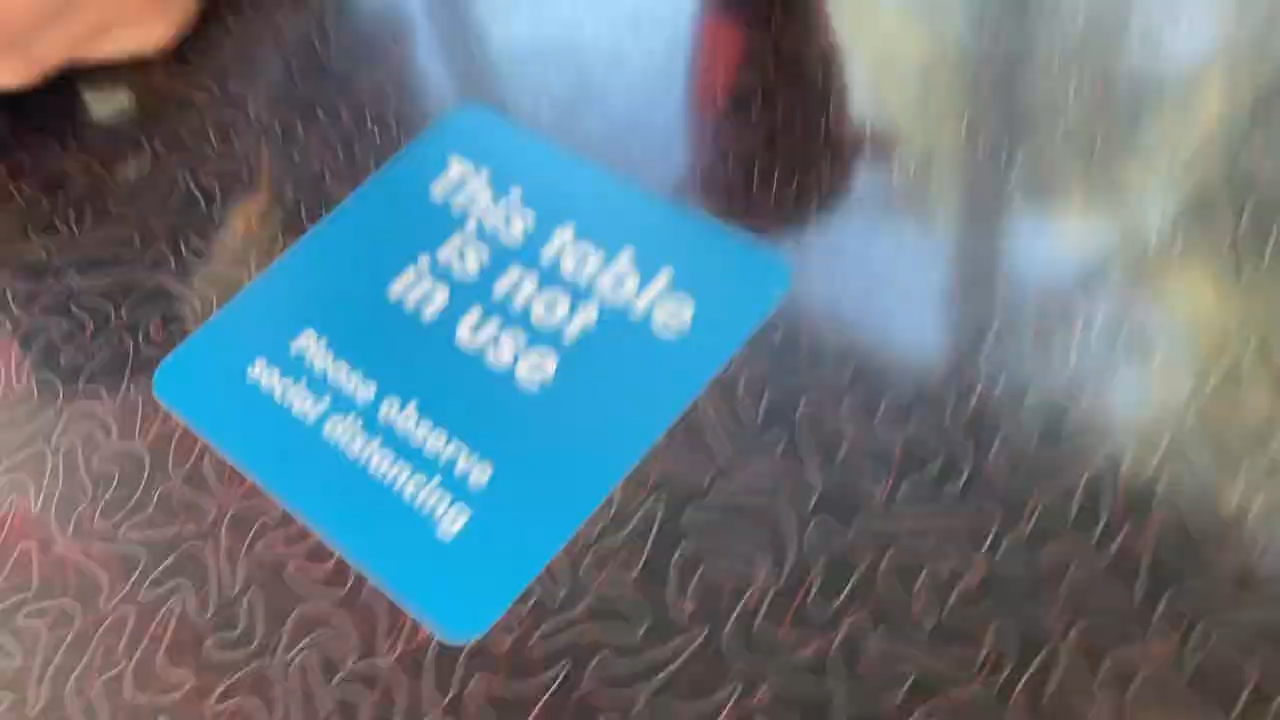 This table
is not
in use
Please observe
social distancing